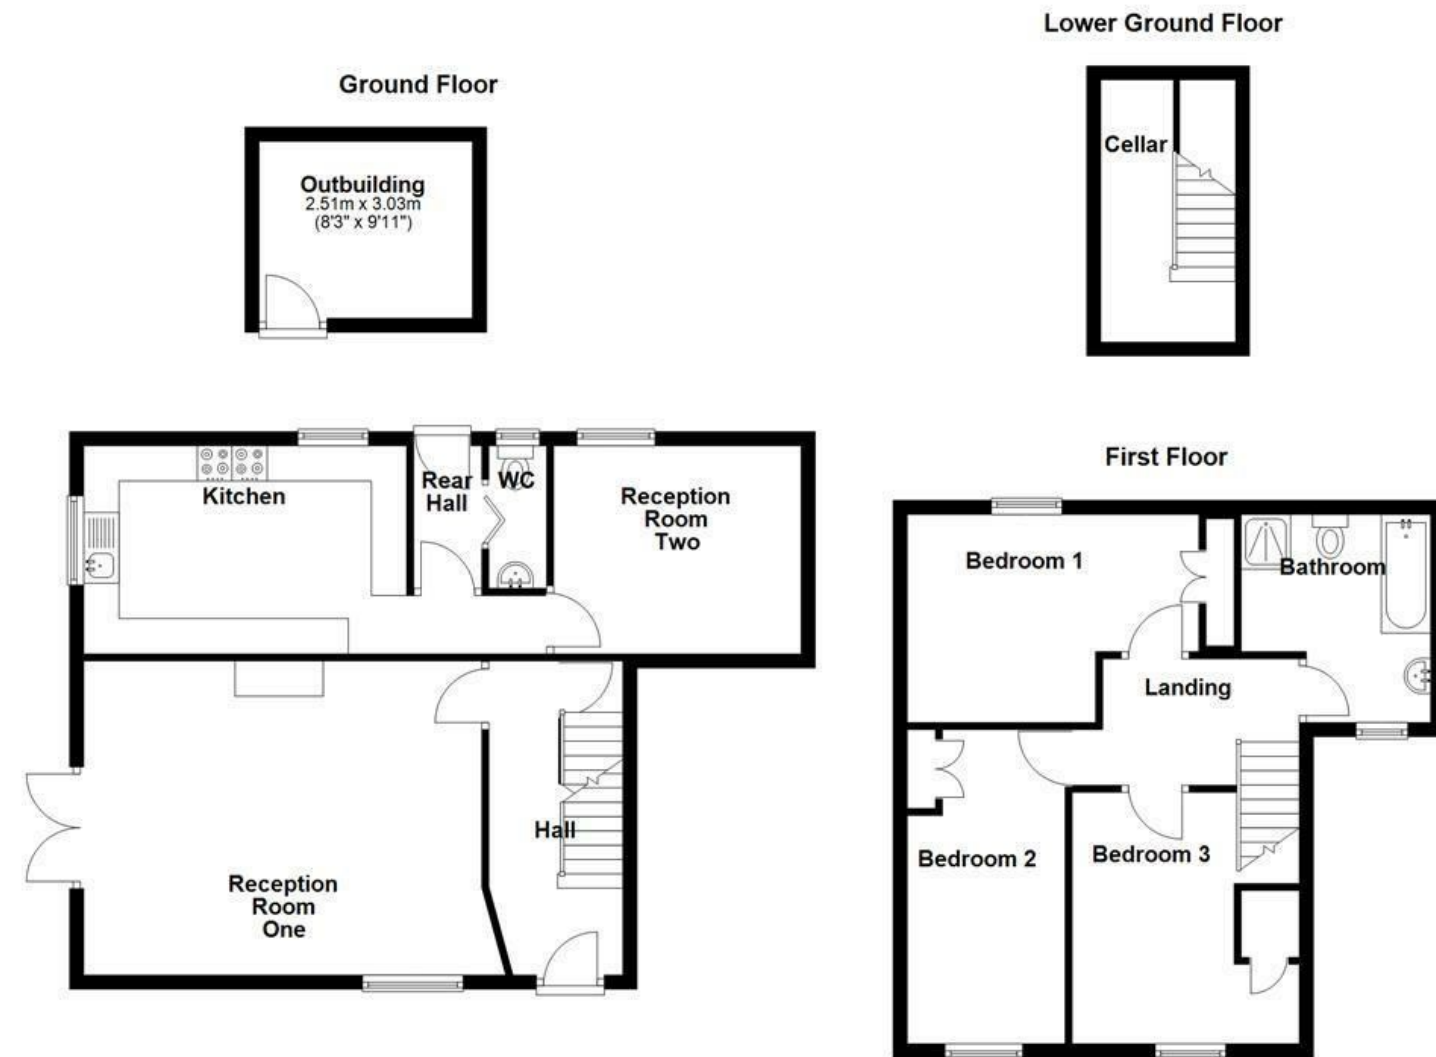 Lower Ground Floor
Cellar
Ground Floor
Outbuilding
2.51m x 3.03m
(8'3" x 9'11")
Kitchen
Rear
Hall
WC
Reception
Room
Two
Hall
Reception
Room
One
First Floor
Bedroom 1
Bathroom
Landing
Bedroom 2
Bedroom 3